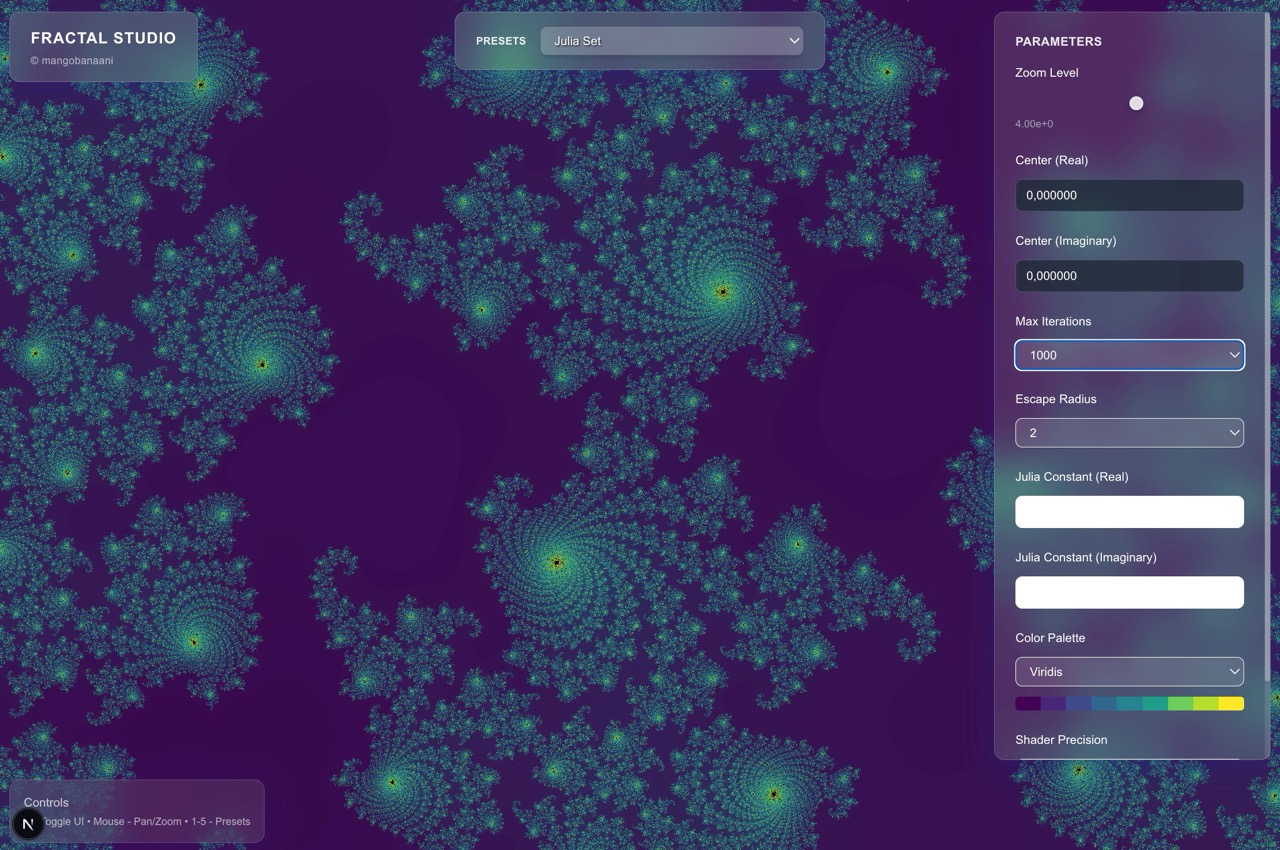 FRACTAL STUDIO
© mangobanaani
PRESETS
Julia Set
PARAMETERS
Zoom Level
4.00e+0
Center (Real)
0,000000
Center (Imaginary)
0,000000
Max Iterations
1000
Escape Radius
2
Julia Constant (Real)
Julia Constant (Imaginary)
Color Palette
Viridis
Shader Precision
Controls
N
oggle UI • Mouse - Pan/Zoom • 1-5 - Presets